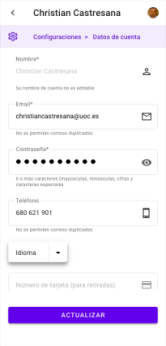 Christian Castresana
Configuraciones > Datos de cuenta
Nombre*
Christian Castresana
Su nombre de cuenta no es editable
Email*
christiancastresana@uoc.es
No se permiten correos duplicados
Contraseña*
6 o más caracteres (mayúsculas, minúsculas, cifras y
caracteres especiales
Teléfono
680 621 901
No se permiten correos duplicados
Idioma
Número de tarjeta (para retiradas)
ACTUALIZAR